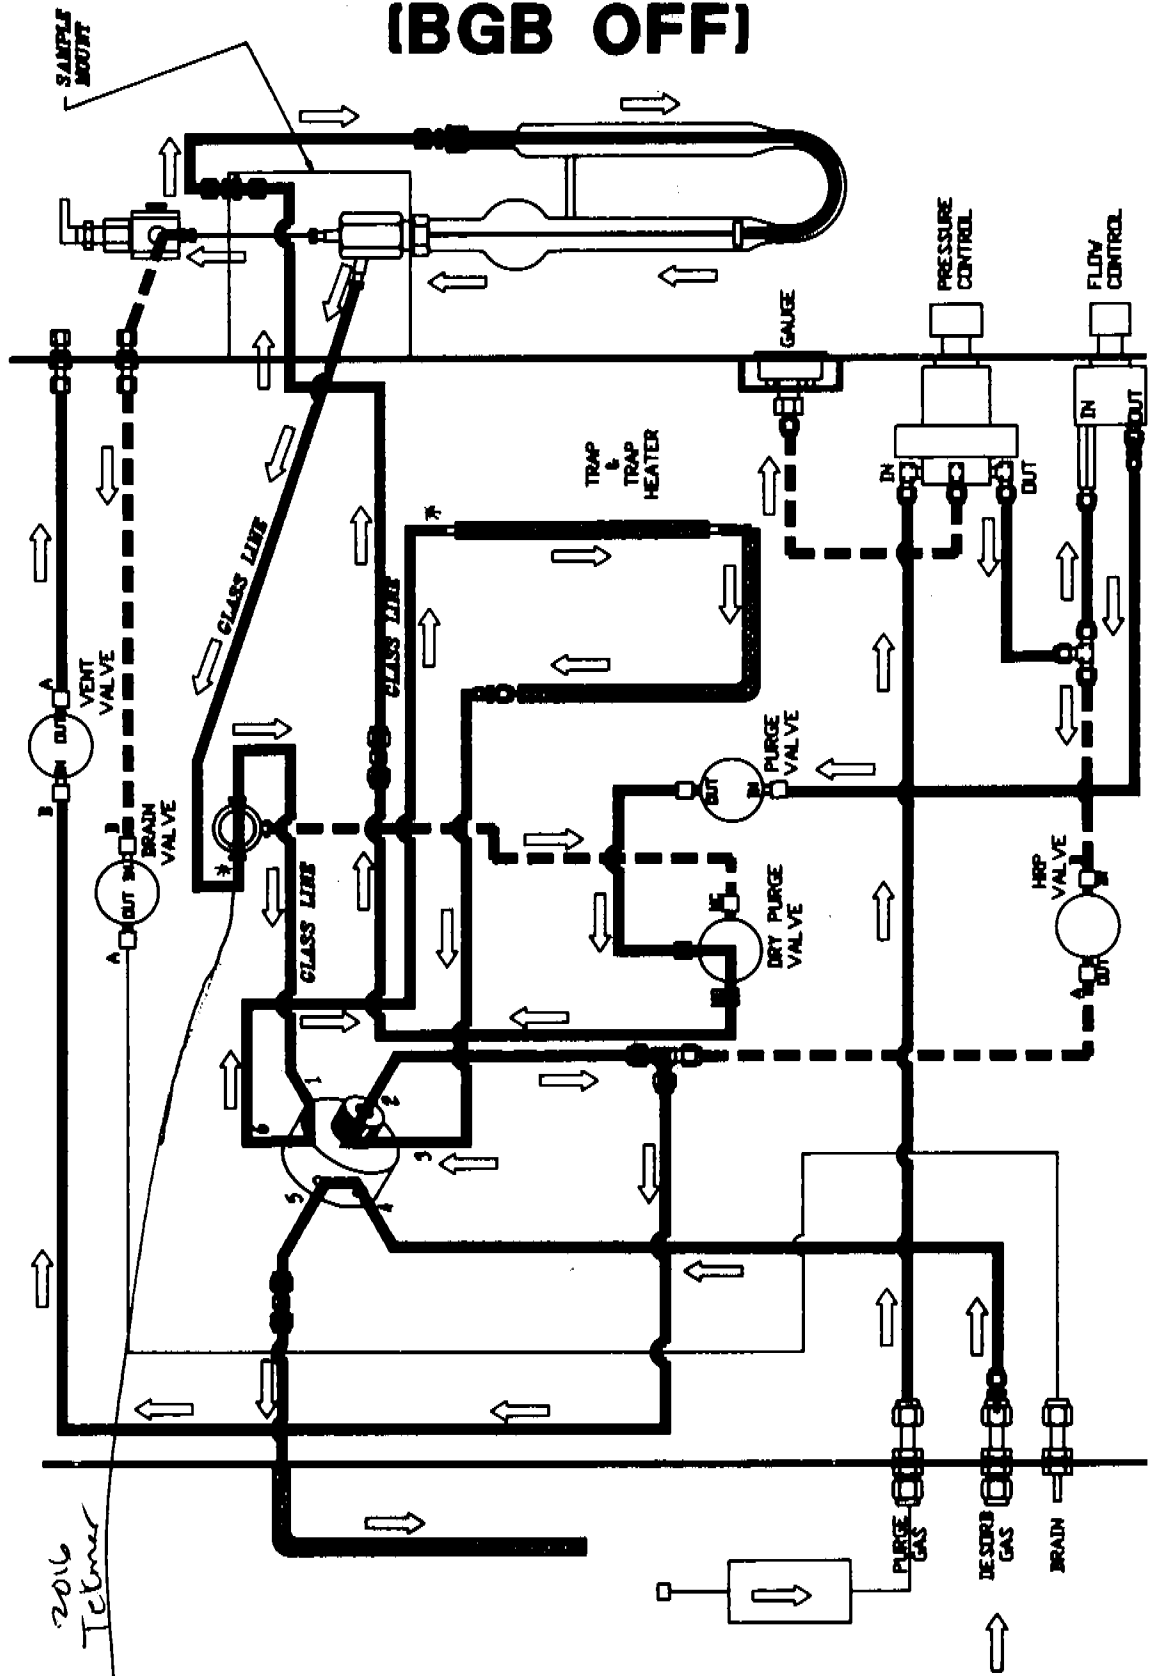 (BGB OFF)
SAMPLE
MOUNT
PRESSURE
CONTROL
FLOW
CONTROL
GAUGE
IN
OUT
IN
OUT
TRAP
&
TRAP
HEATER
*
GLASS LINE
GLASS LINE
A
VENT
VALVE
OUT
IN
B
B
DRAIN
VALVE
IN
OUT
A
*
GLASS LINE
PURGE
VALVE
OUT
IN
NC
DRY PURGE
VALVE
NO
HRP
VALVE
IN
A
OUT
1
2
3
4
5
6
2016
Tekmar
PURGE
GAS
DESORB
GAS
DRAIN